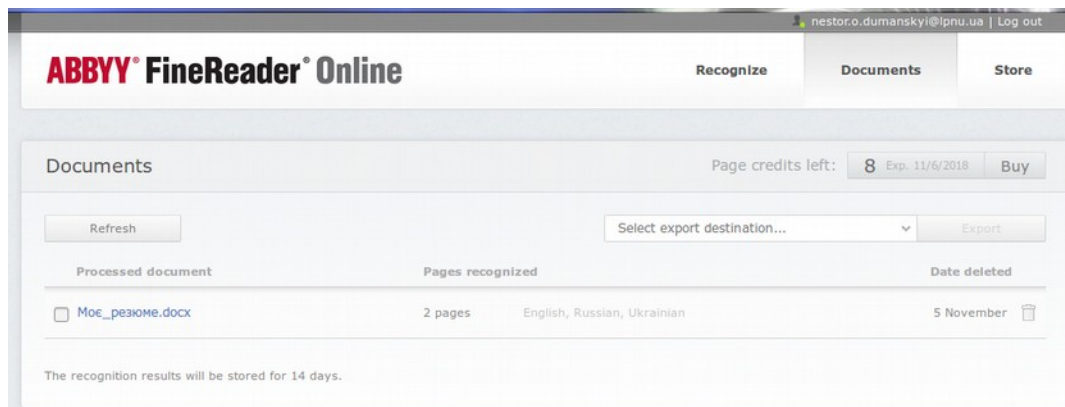 nestor.o.dumanskyi@lpnu.ua | Log out
ABBYY® FineReader® Online
Recognize Documents Store
Documents Page credits left: 8 Exp. 11/6/2018 Buy
Refresh Select export destination... Export
Processed document Pages recognized Date deleted
Моє_резюме.docx 2 pages English, Russian, Ukrainian 5 November
The recognition results will be stored for 14 days.